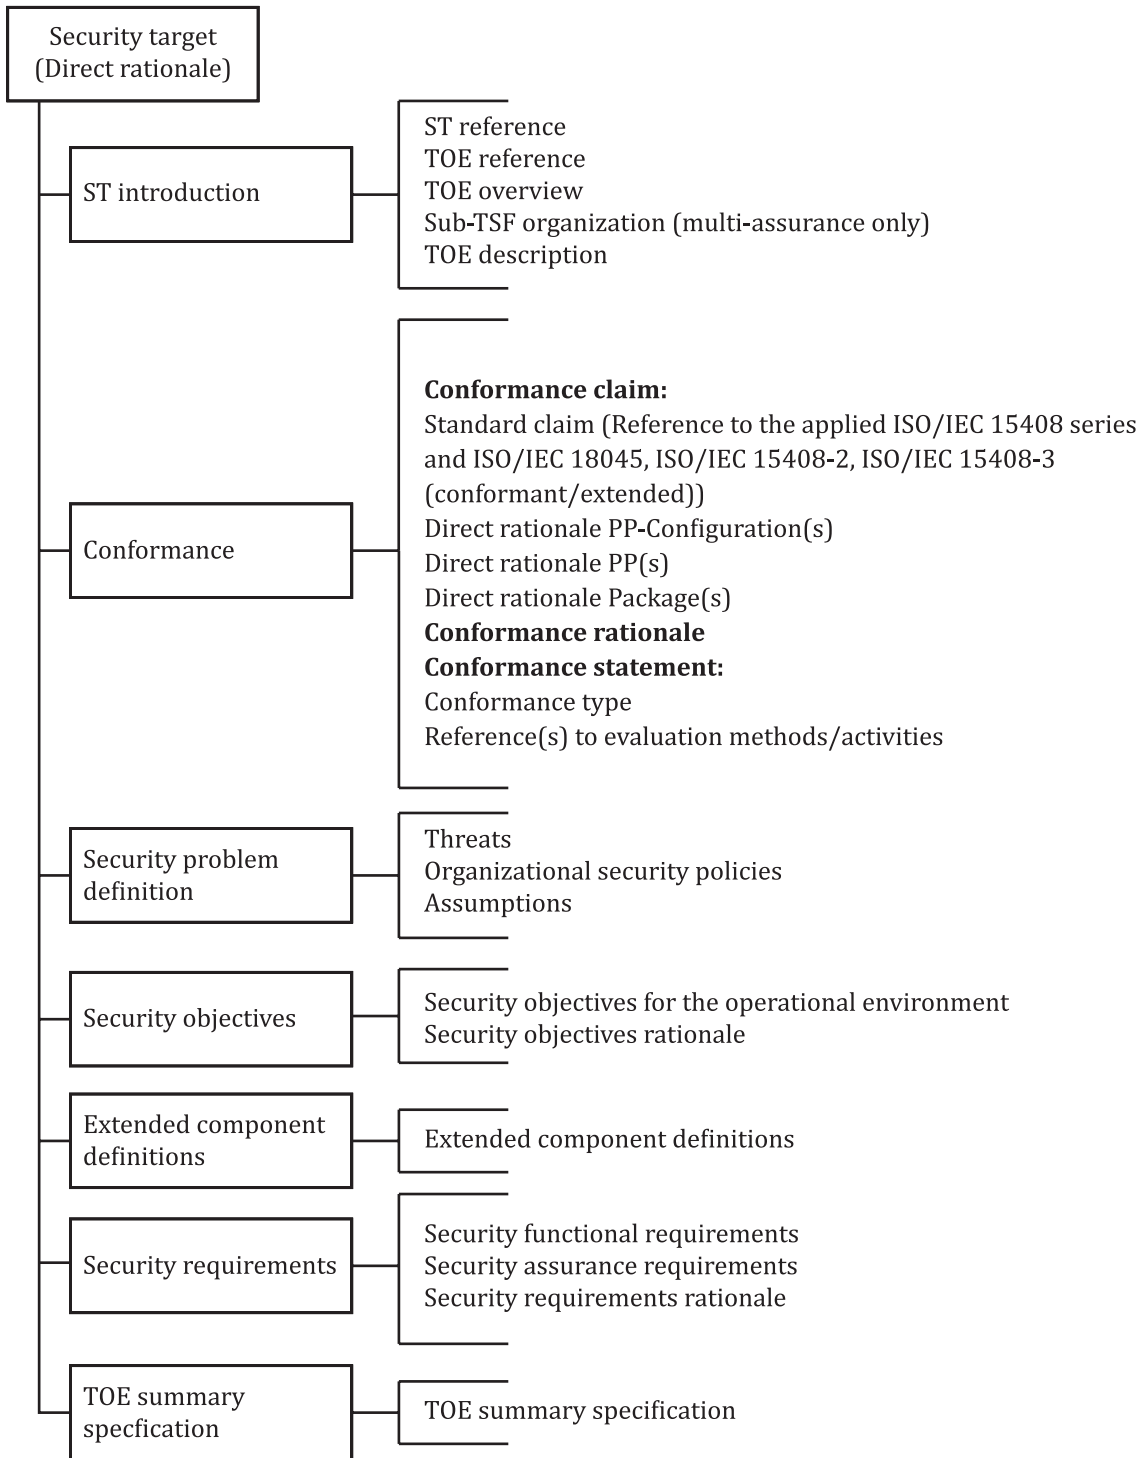 Security target
(Direct rationale)
ST introduction
ST reference
TOE reference
TOE overview
Sub-TSF organization (multi-assurance only)
TOE description
Conformance
Conformance claim:
Standard claim (Reference to the applied ISO/IEC 15408 series
and ISO/IEC 18045, ISO/IEC 15408-2, ISO/IEC 15408-3
(conformant/extended))
Direct rationale PP-Configuration(s)
Direct rationale PP(s)
Direct rationale Package(s)
Conformance rationale
Conformance statement:
Conformance type
Reference(s) to evaluation methods/activities
Security problem
definition
Threats
Organizational security policies
Assumptions
Security objectives
Security objectives for the operational environment
Security objectives rationale
Extended component
definitions
Extended component definitions
Security requirements
Security functional requirements
Security assurance requirements
Security requirements rationale
TOE summary
specfication
TOE summary specification